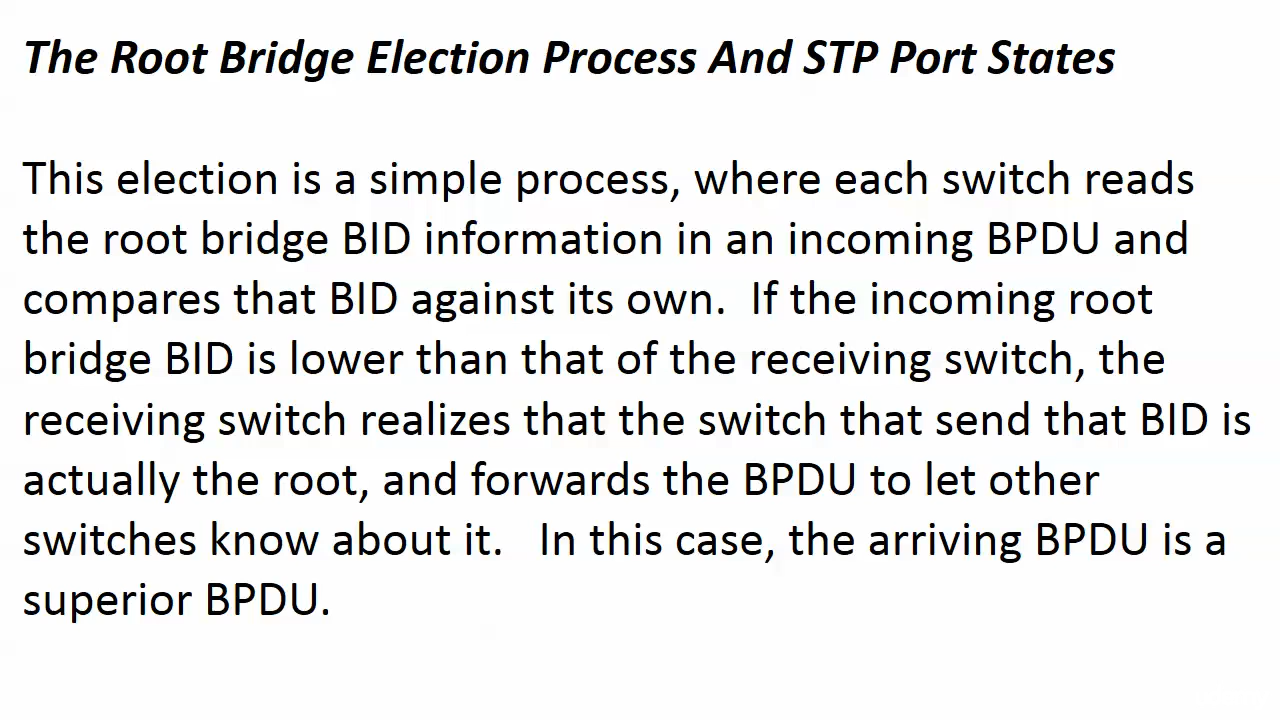 The Root Bridge Election Process And STP Port States
This election is a simple process, where each switch reads
the root bridge BID information in an incoming BPDU and
compares that BID against its own.  If the incoming root
bridge BID is lower than that of the receiving switch, the
receiving switch realizes that the switch that send that BID is
actually the root, and forwards the BPDU to let other
switches know about it.   In this case, the arriving BPDU is a
superior BPDU.